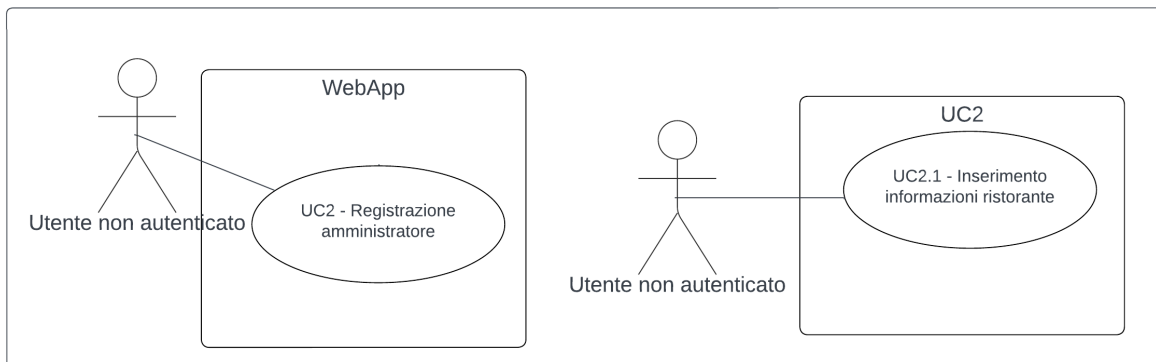 WebApp
UC2 - Registrazione
amministratore
Utente non autenticato
UC2
UC2.1 - Inserimento
informazioni ristorante
Utente non autenticato